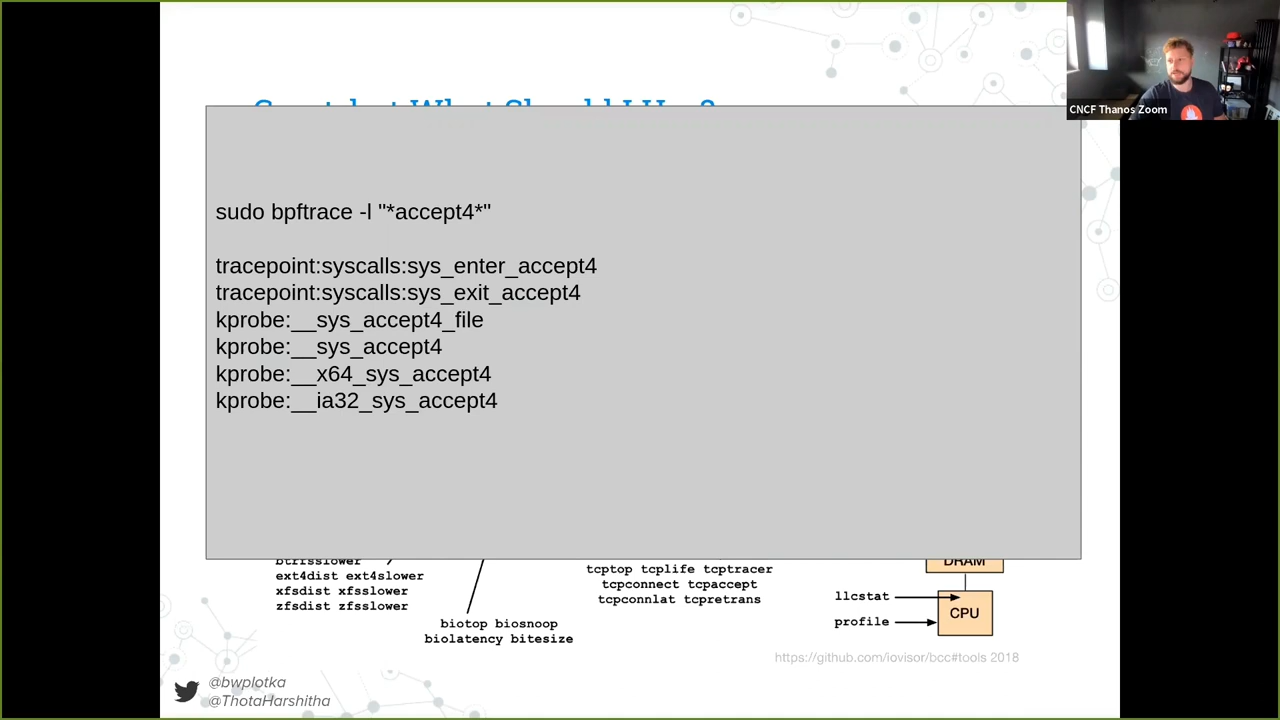 CNCF Thanos Zoom
sudo bpftrace -l "*accept4*"
tracepoint:syscalls:sys_enter_accept4
tracepoint:syscalls:sys_exit_accept4
kprobe:__sys_accept4_file
kprobe:__sys_accept4
kprobe:__x64_sys_accept4
kprobe:__ia32_sys_accept4
btrfsslower
ext4dist ext4slower
xfsdist xfsslower
zfsdist zfsslower
biotop biosnoop
biolatency bitesize
tcptop tcplife tcptracer
tcpconnect tcpaccept
tcpconnlat tcpretrans
DRAM
llcstat
profile
CPU
https://github.com/iovisor/bcc#tools 2018
@bwplotka
@ThotaHarshitha